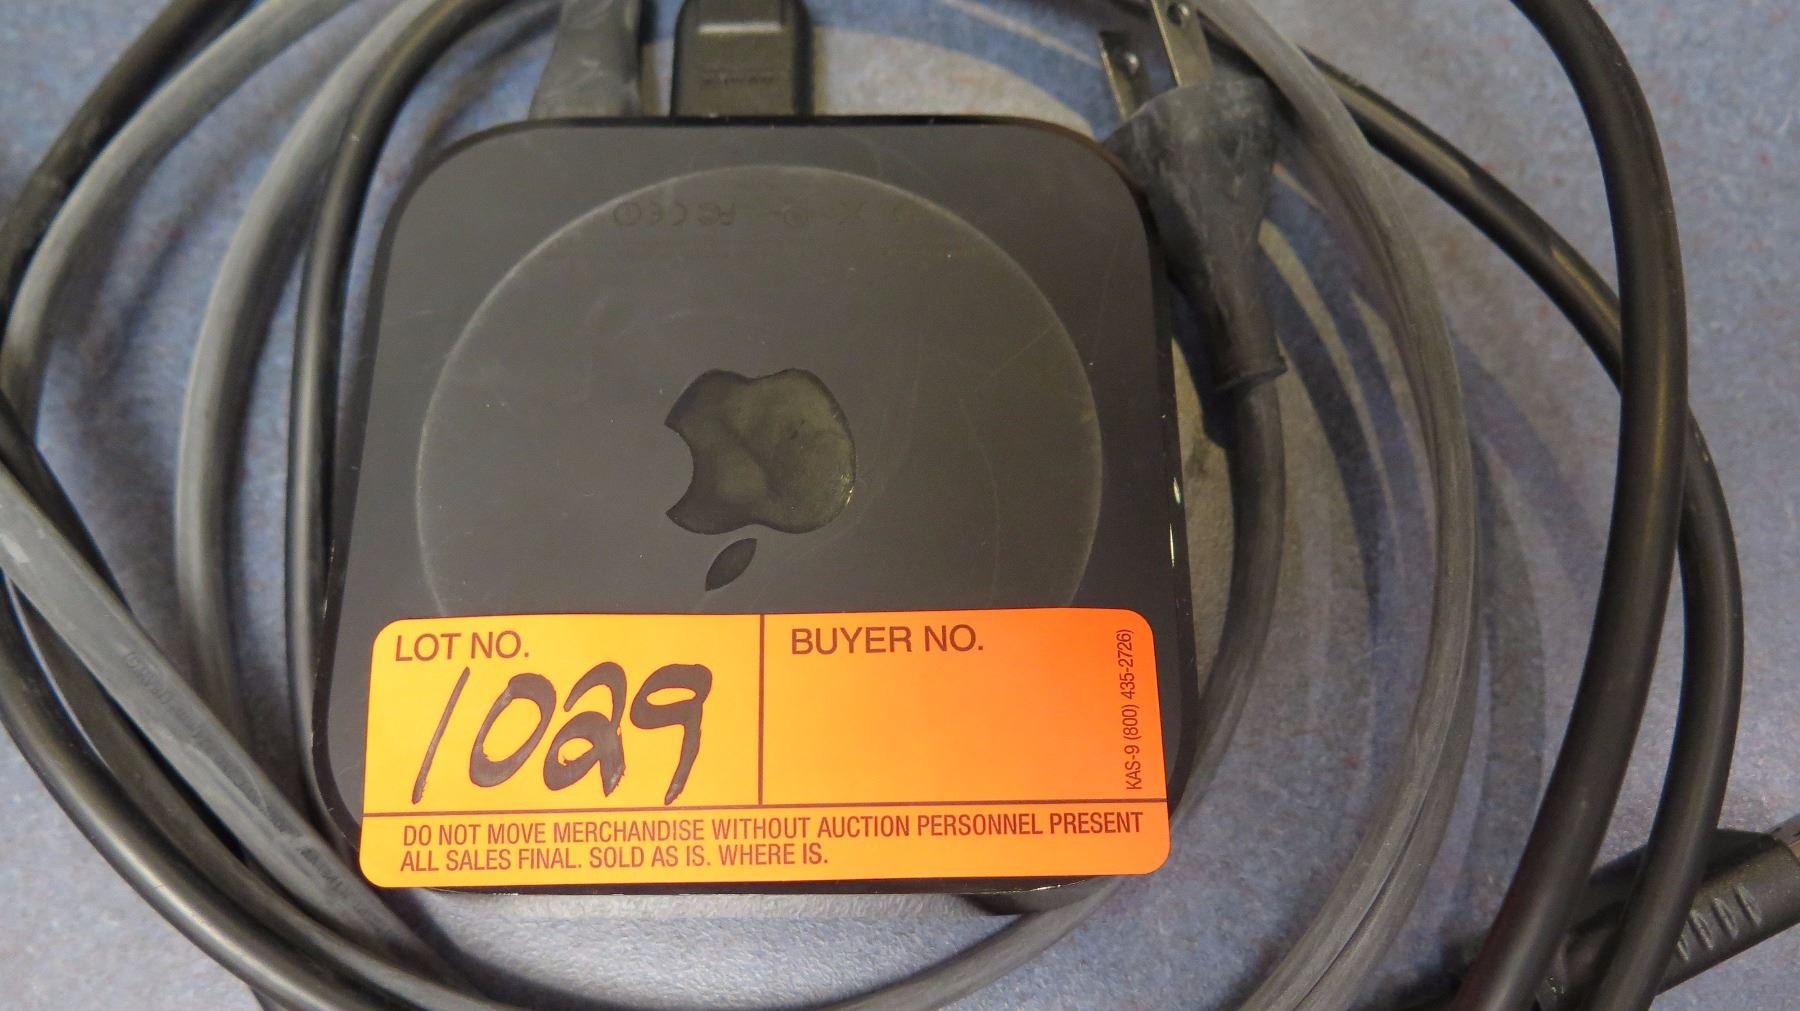 LOT NO.
1029
BUYER NO.
KAS-9 (800) 435-2726)
DO NOT MOVE MERCHANDISE WITHOUT AUCTION PERSONNEL PRESENT
ALL SALES FINAL. SOLD AS IS. WHERE IS.